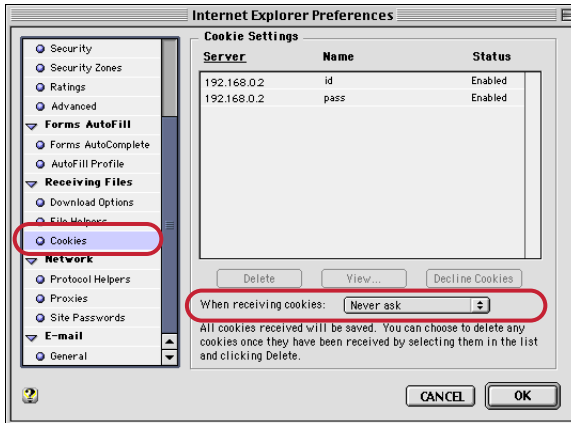 Internet Explorer Preferences
Security
Security Zones
Ratings
Advanced
Forms AutoFill
Forms AutoComplete
AutoFill Profile
Receiving Files
Download Options
File Helpers
Cookies
Network
Protocol Helpers
Proxies
Site Passwords
E-mail
General
Cookie Settings
Server Name Status
192.168.0.2 id Enabled
192.168.0.2 pass Enabled
Delete View... Decline Cookies
When receiving cookies: Never ask
All cookies received will be saved. You can choose to delete any
cookies once they have been received by selecting them in the list
and clicking Delete.
?
CANCEL OK